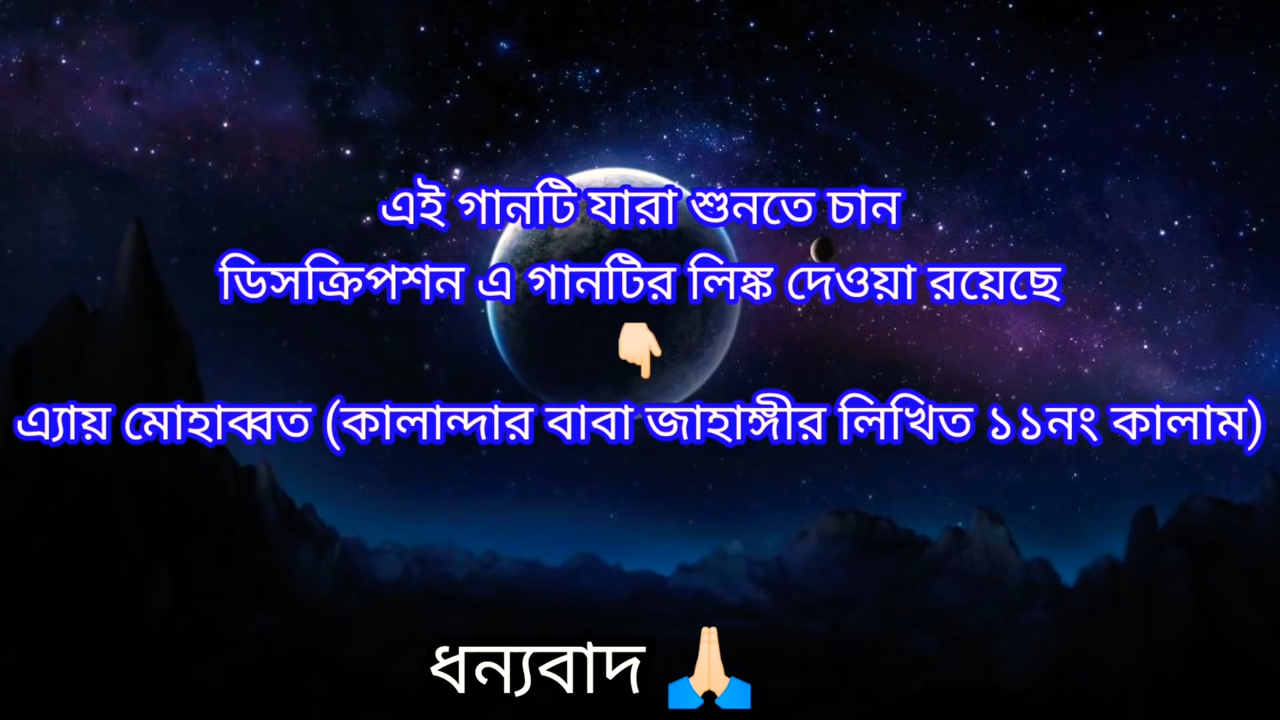 এই গানটি যারা শুনতে চান
ডিসক্রিপশন এ গানটির লিঙ্ক দেওয়া রয়েছে
👇🏻
এ্যায় মোহাব্বত (কালান্দার বাবা জাহাঙ্গীর লিখিত ১১নং কালাম)
ধন্যবাদ 🙏🏻